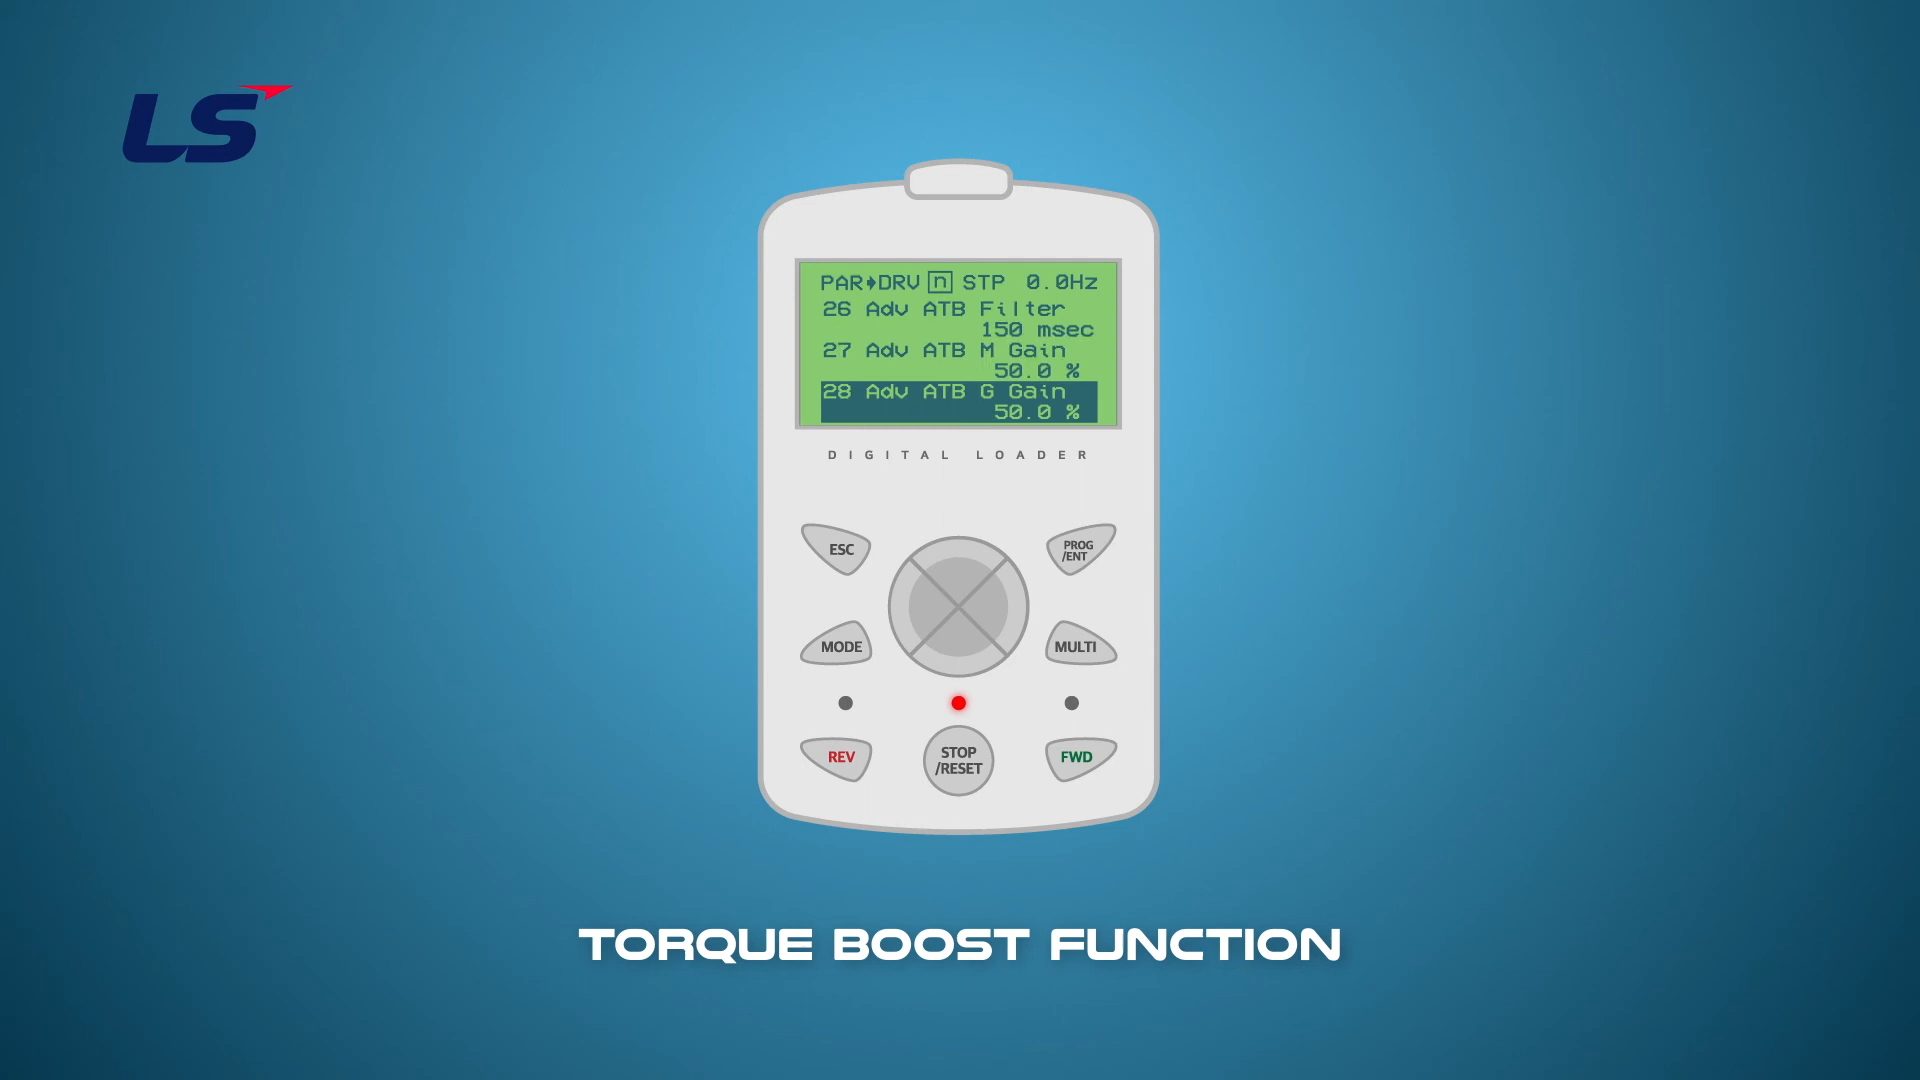 LS
PAR➧DRV n STP 0.0Hz
26 Adv ATB Filter
150 msec
27 Adv ATB M Gain
50.0 %
28 Adv ATB G Gain
50.0 %
DIGITAL LOADER
ESC
PROG
/ENT
MODE
MULTI
REV
STOP
/RESET
FWD
TORQUE BOOST FUNCTION